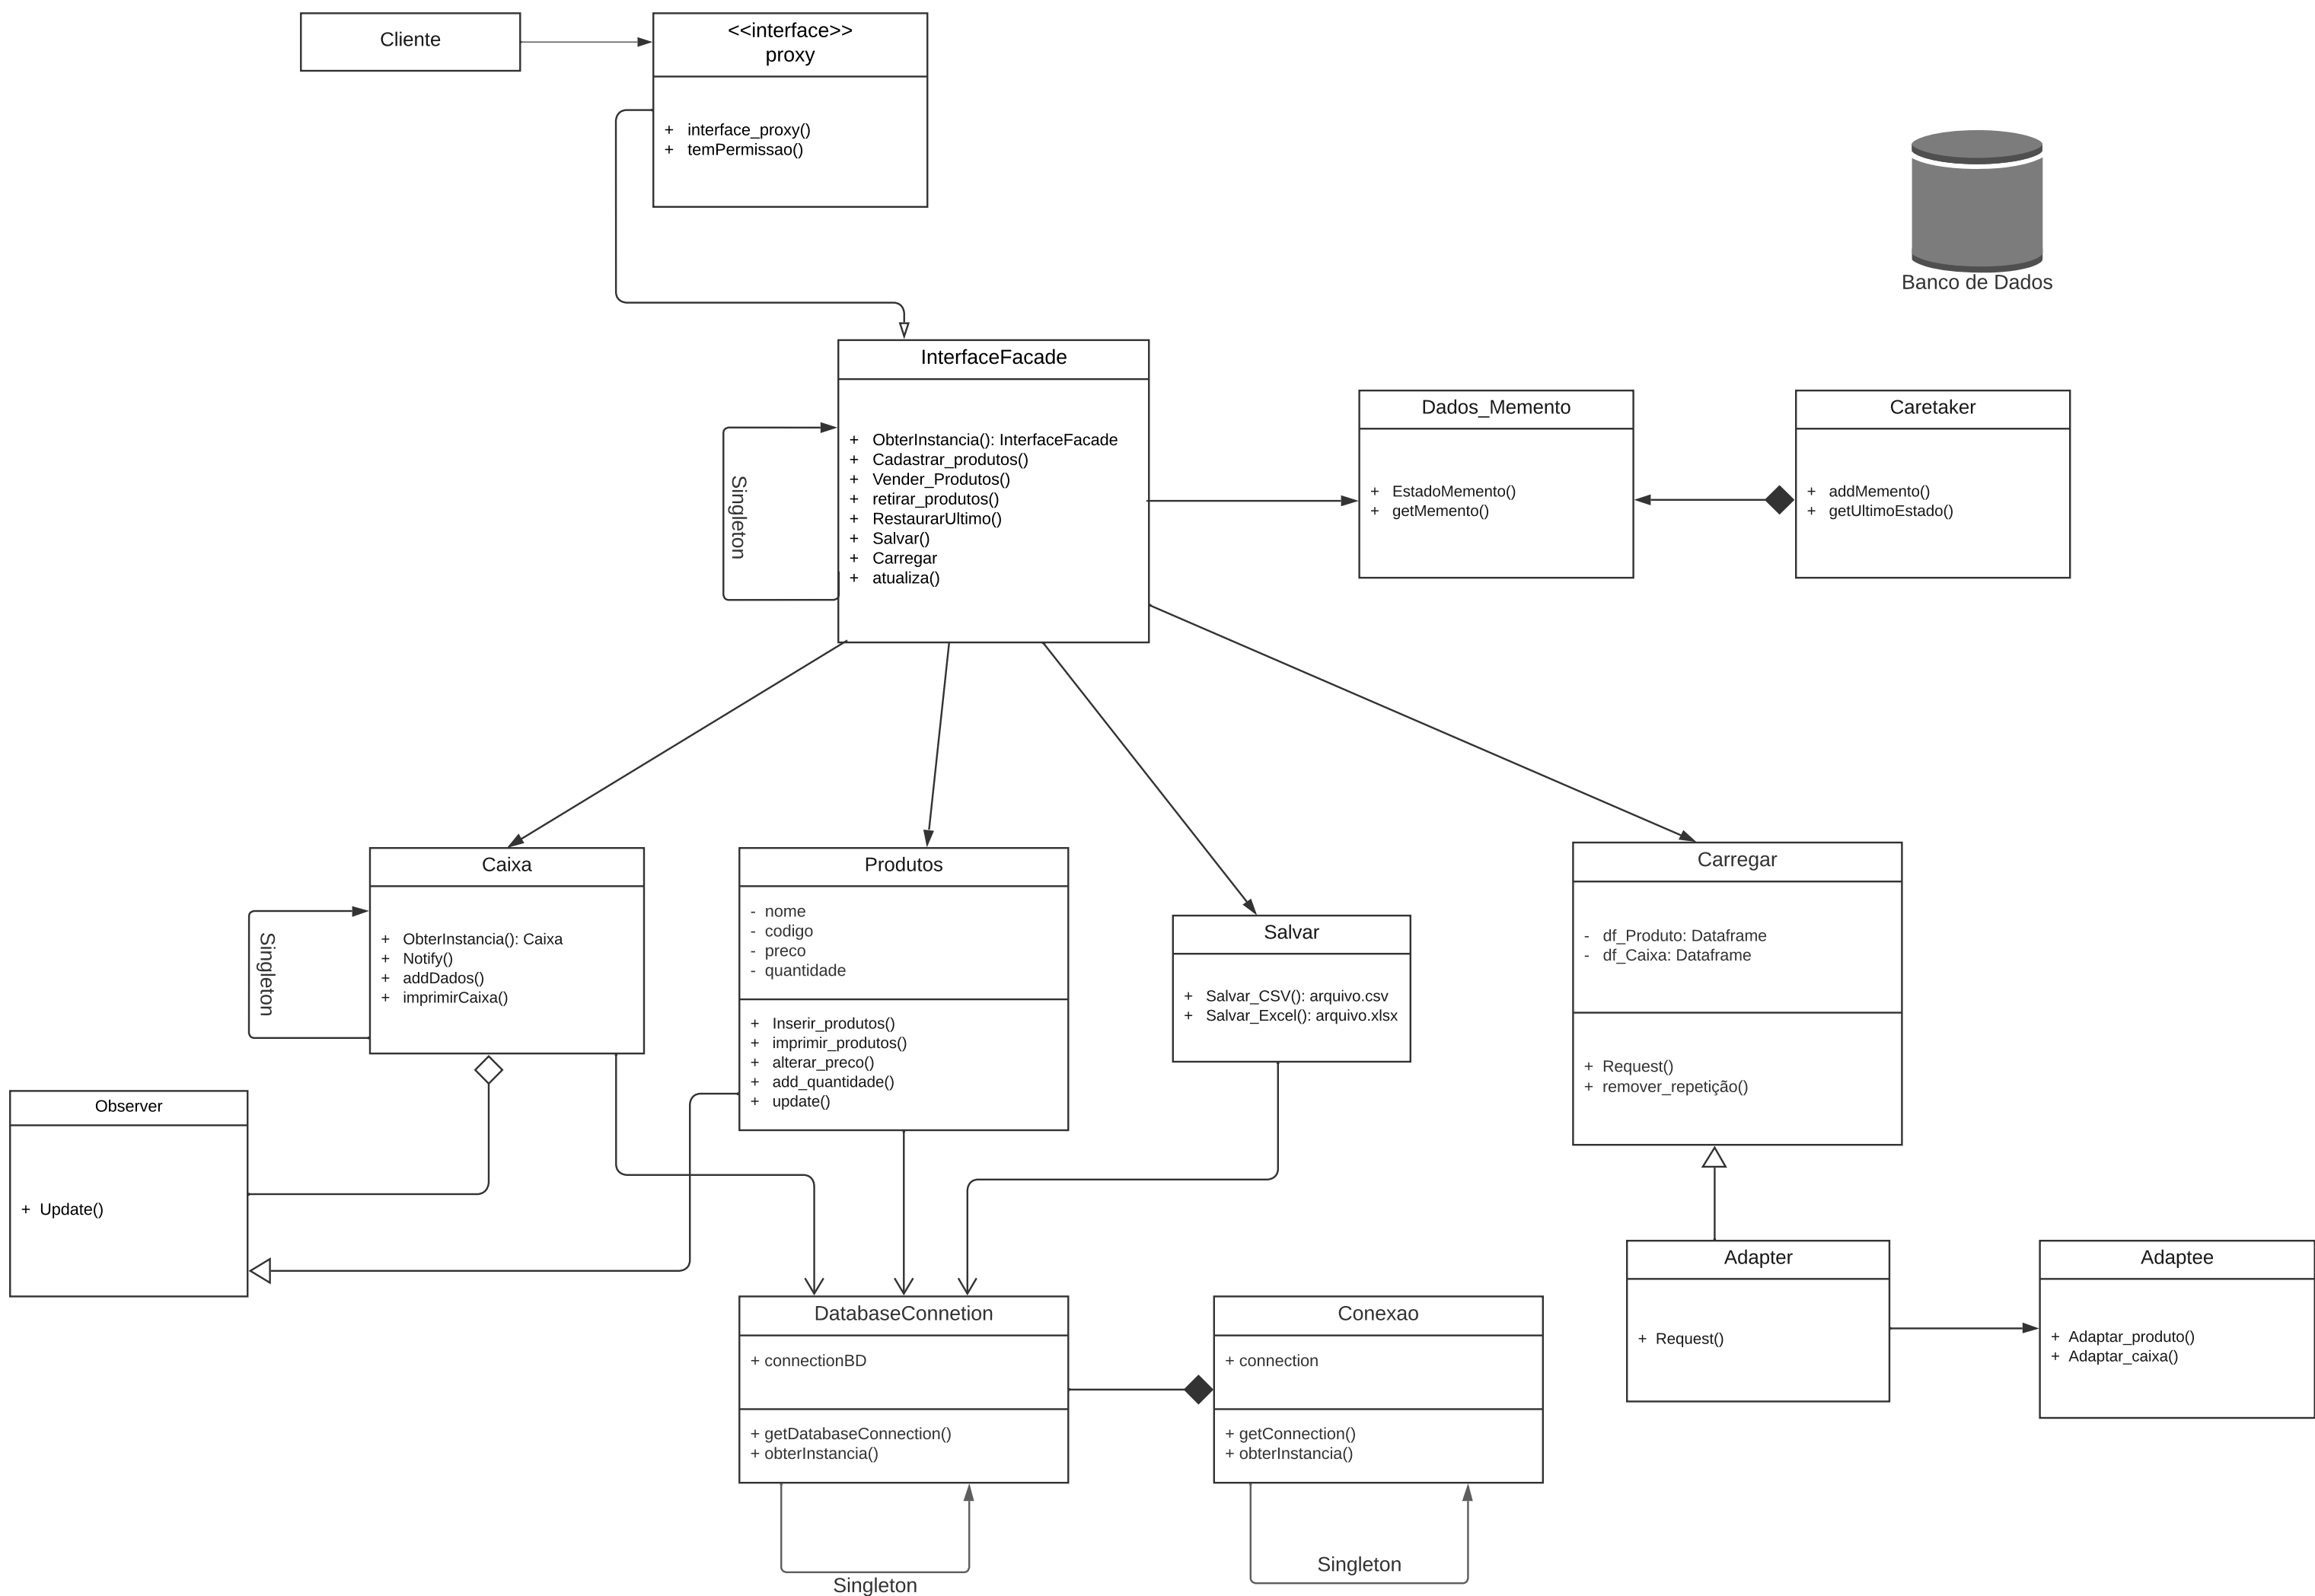 Cliente
<<interface>>
proxy
+ interface_proxy()
+ temPermissao()
Banco de Dados
InterfaceFacade
+ ObterInstancia(): InterfaceFacade
+ Cadastrar_produtos()
+ Vender_Produtos()
+ retirar_produtos()
+ RestaurarUltimo()
+ Salvar()
+ Carregar
+ atualiza()
Singleton
Dados_Memento
+ EstadoMemento()
+ getMemento()
Caretaker
+ addMemento()
+ getUltimoEstado()
Caixa
+ ObterInstancia(): Caixa
+ Notify()
+ addDados()
+ imprimirCaixa()
Singleton
Produtos
- nome
- codigo
- preco
- quantidade
+ Inserir_produtos()
+ imprimir_produtos()
+ alterar_preco()
+ add_quantidade()
+ update()
Salvar
+ Salvar_CSV(): arquivo.csv
+ Salvar_Excel(): arquivo.xlsx
Carregar
- df_Produto: Dataframe
- df_Caixa: Dataframe
+ Request()
+ remover_repetição()
Observer
+ Update()
Adapter
+ Request()
Adaptee
+ Adaptar_produto()
+ Adaptar_caixa()
DatabaseConnetion
+ connectionBD
+ getDatabaseConnection()
+ obterInstancia()
Singleton
Conexao
+ connection
+ getConnection()
+ obterInstancia()
Singleton